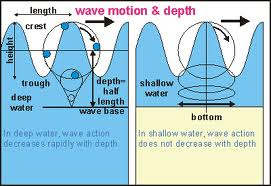 wave motion & depth
length
crest
height
trough
deep water
depth= half length
wave base
In deep water, wave action
decreases rapidly with depth
shallow
water
bottom
In shallow water, wave action
does not decrease with depth